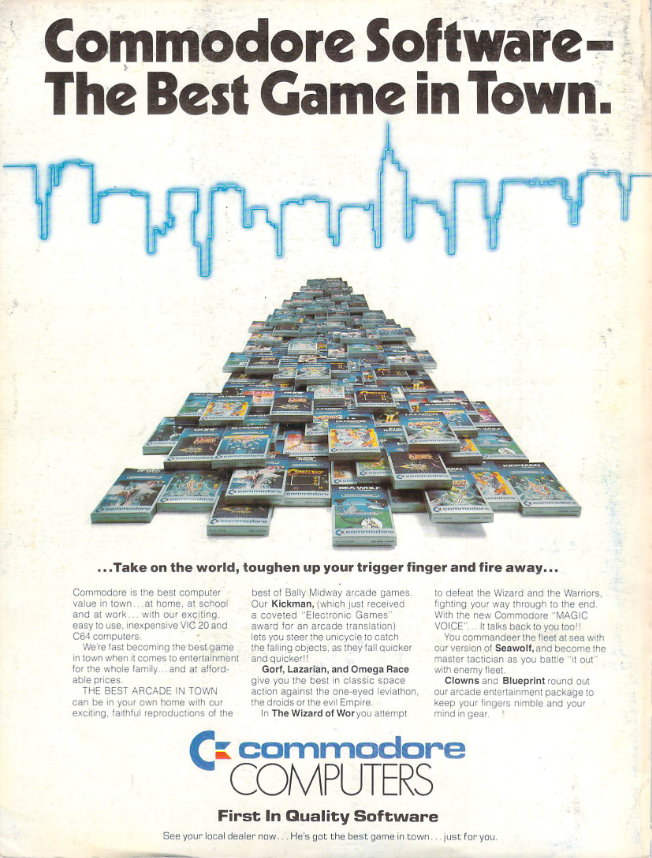 Commodore Software–
The Best Game in Town.
SEA WOLF
KICKMAN
commodore
commodore
commodore
commodore
...Take on the world, toughen up your trigger finger and fire away...
Commodore is the best computer
value in town...at home, at school
and at work...with our exciting,
easy to use, inexpensive VIC 20 and
C64 computers.
We're fast becoming the best game
in town when it comes to entertainment
for the whole family...and at afford-
able prices.
THE BEST ARCADE IN TOWN
can be in your own home with our
exciting, faithful reproductions of the
best of Bally Midway arcade games.
Our Kickman, (which just received
a coveted "Electronic Games"
award for an arcade translation)
lets you steer the unicycle to catch
the falling objects, as they fall quicker
and quicker!!
Gorf, Lazarian, and Omega Race
give you the best in classic space
action against the one-eyed leviathon,
the droids or the evil Empire.
In The Wizard of Wor you attempt
to defeat the Wizard and the Warriors,
fighting your way through to the end.
With the new Commodore "MAGIC
VOICE"...It talks back to you too!!
You commandeer the fleet at sea with
our version of Seawolf, and become the
master tactician as you battle "it out"
with enemy fleet.
Clowns and Blueprint round out
our arcade entertainment package to
keep your fingers nimble and your
mind in gear.
commodore
COMPUTERS
First In Quality Software
See your local dealer now...He's got the best game in town...just for you.